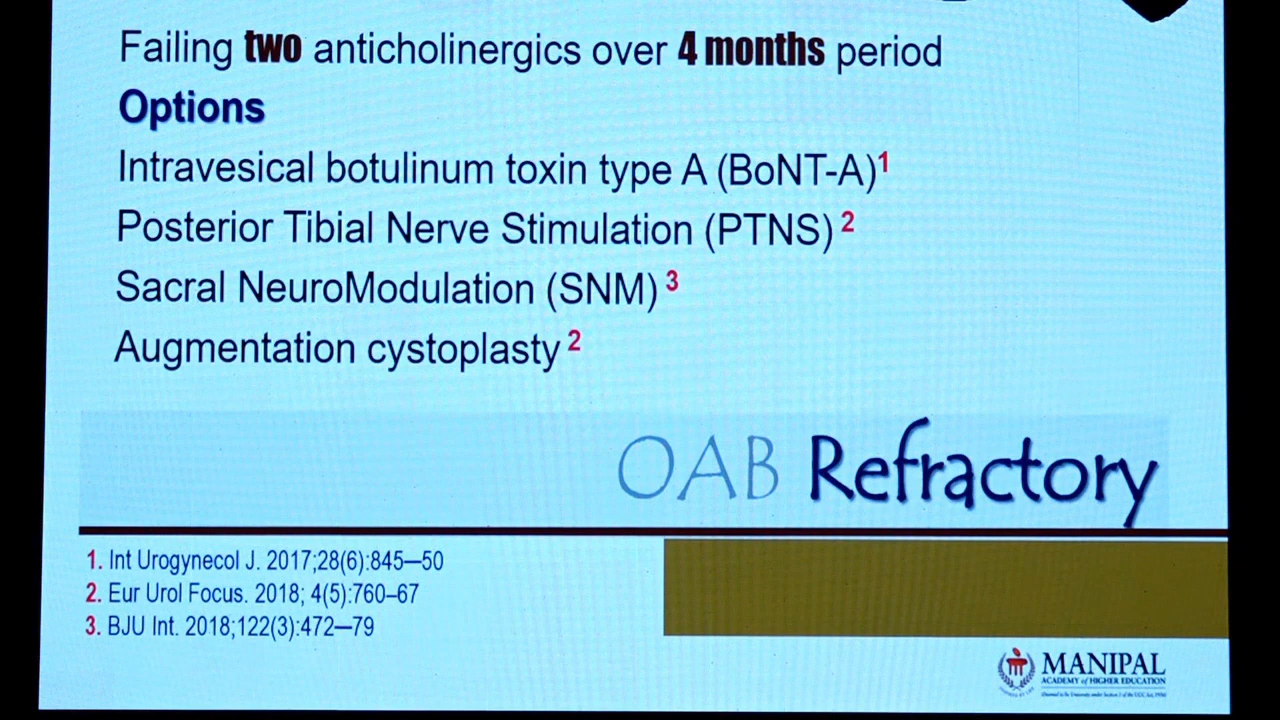 Failing two anticholinergics over 4 months period
Options
Intravesical botulinum toxin type A (BoNT-A)1
Posterior Tibial Nerve Stimulation (PTNS) 2
Sacral NeuroModulation (SNM) 3
Augmentation cystoplasty 2
OAB Refractory
1. Int Urogynecol J. 2017;28(6):845—50
2. Eur Urol Focus. 2018; 4(5):760–67
3. BJU Int. 2018;122(3):472—79
MANIPAL
ACADEMY of HIGHER EDUCATION